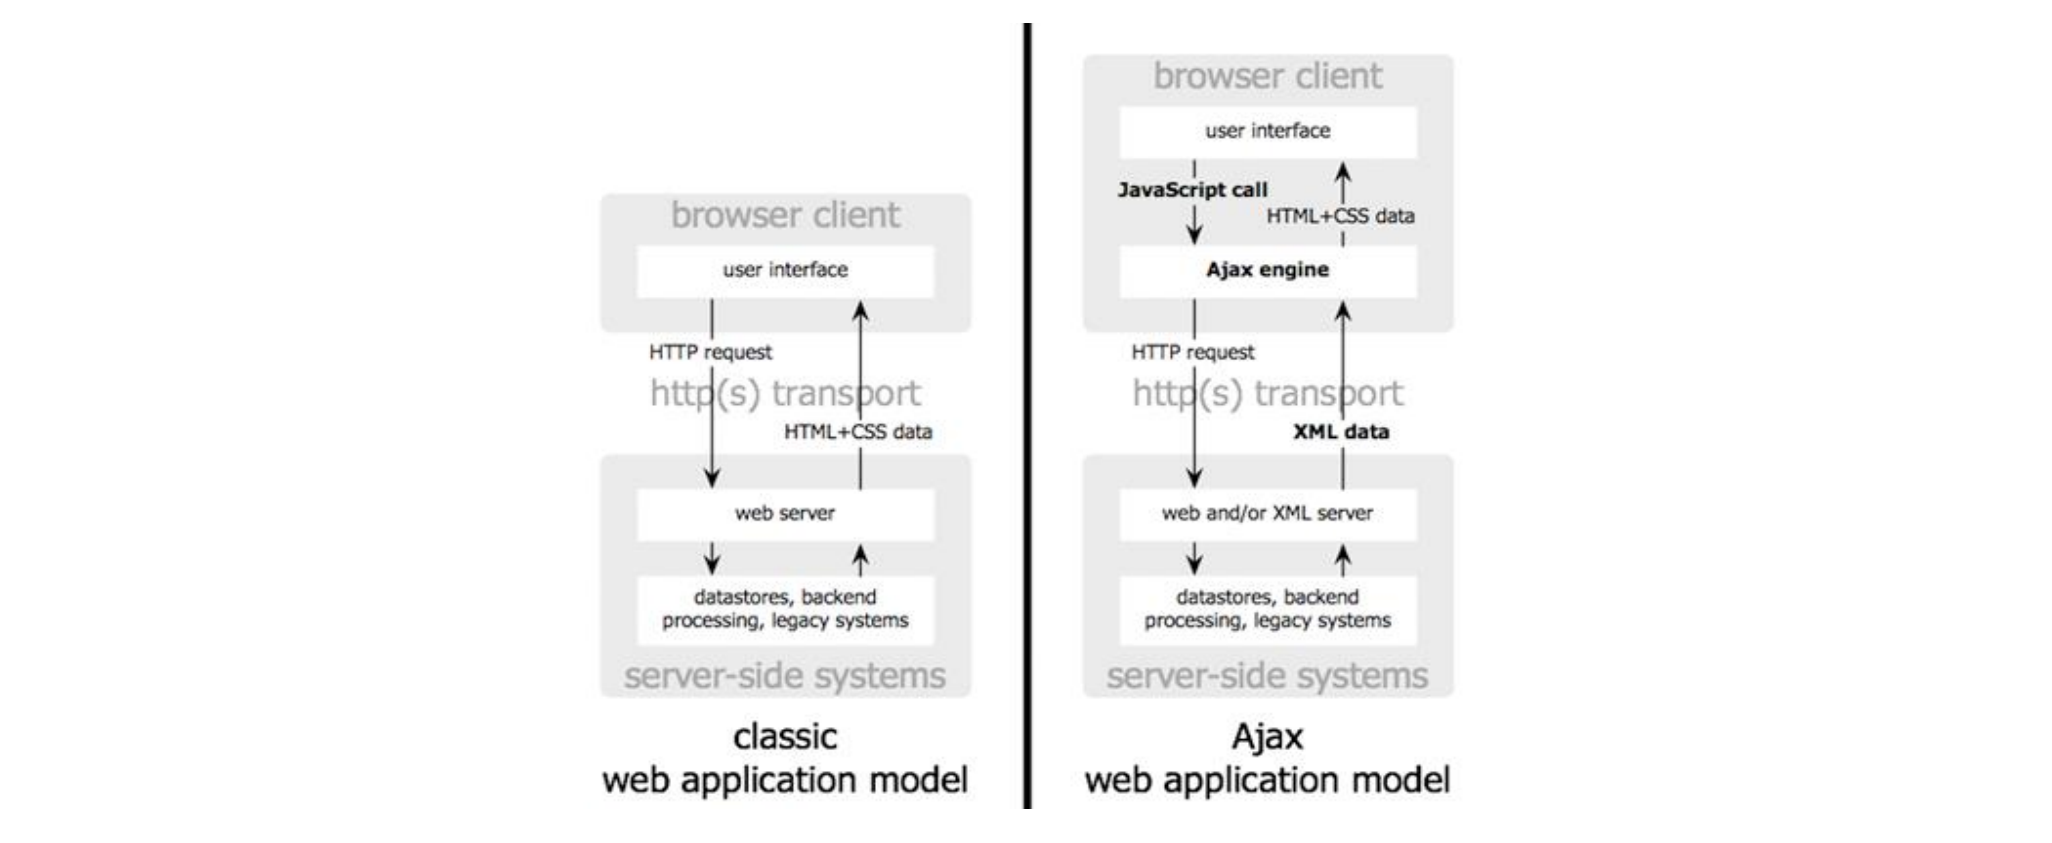 browser client
user interface
HTTP request
http(s) transport
HTML+CSS data
web server
datastores, backend
processing, legacy systems
server-side systems
classic
web application model
browser client
user interface
JavaScript call
HTML+CSS data
Ajax engine
HTTP request
http(s) transport
XML data
web and/or XML server
datastores, backend
processing, legacy systems
server-side systems
Ajax
web application model